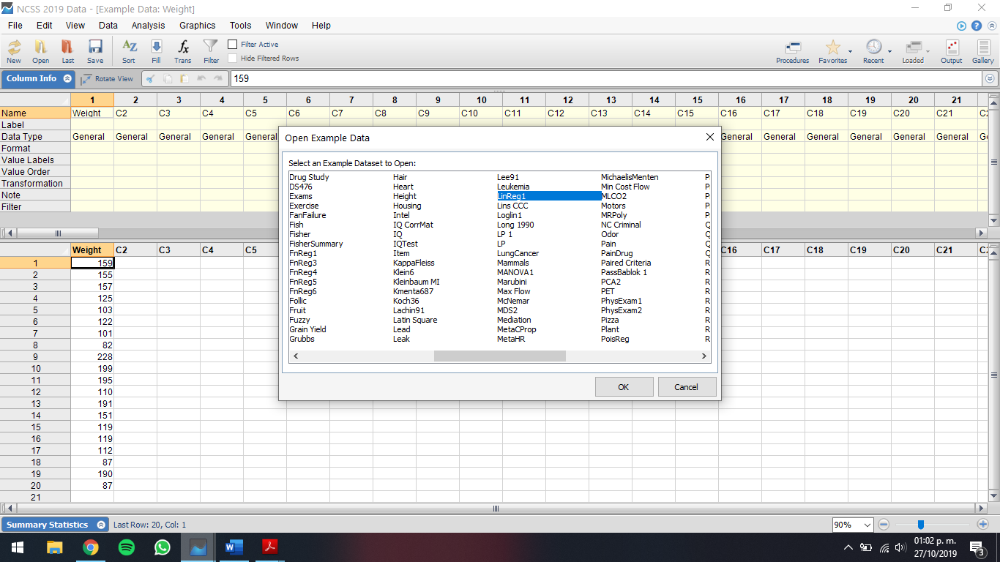 NCSS 2019 Data - [Example Data: Weight]
File Edit View Data Analysis Graphics Tools Window Help
New Open Last Save Sort Fill Trans Filter
Filter Active
Hide Filtered Rows
Procedures Favorites Recent Loaded Output Gallery
Column Info Rotate View 159
1 2 3 4 5 6 7 8 9 10 11 12 13 14 15 16 17 18 19 20 21
Name Weight C2 C3 C4 C5 C6 C7 C8 C9 C10 C11 C12 C13 C14 C15 C16 C17 C18 C19 C20 C21
Label
Data Type General General General General General General General General General General General
Format
Value Labels
Value Order
Transformation
Note
Filter
Open Example Data
Select an Example Dataset to Open:
Drug Study Hair Lee91 MichaelisMenten P
DS476 Heart Leukemia Min Cost Flow P
Exams Height LinReg1 MLCO2 P
Exercise Housing Lins CCC Motors P
FanFailure Intel Loglin1 MRPoly P
Fish IQ CorrMat Long 1990 NC Criminal Q
Fisher IQ LP 1 Odor Q
FisherSummary IQTest LP Pain Q
FnReg1 Item LungCancer PainDrug Q
FnReg3 KappaFleiss Mammals Paired Criteria R
FnReg4 Klein6 MANOVA1 PassBablok 1 R
FnReg5 Kleinbaum MI Marubini PCA2 R
FnReg6 Kmenta687 Max Flow PET R
Follic Koch36 McNemar PhysExam1 R
Fruit Lachin91 MDS2 PhysExam2 R
Fuzzy Latin Square Mediation Pizza R
Grain Yield Lead MetaCProp Plant R
Grubbs Leak MetaHR PoisReg R
OK Cancel
Weight C2 C3 C4 C5 C16 C17 C18 C19 C20 C21
1 159
2 155
3 157
4 125
5 103
6 122
7 101
8 82
9 228
10 199
11 195
12 110
13 191
14 151
15 119
16 119
17 112
18 87
19 190
20 87
21
Summary Statistics Last Row: 20, Col: 1 90%
01:02 p. m.
27/10/2019
3